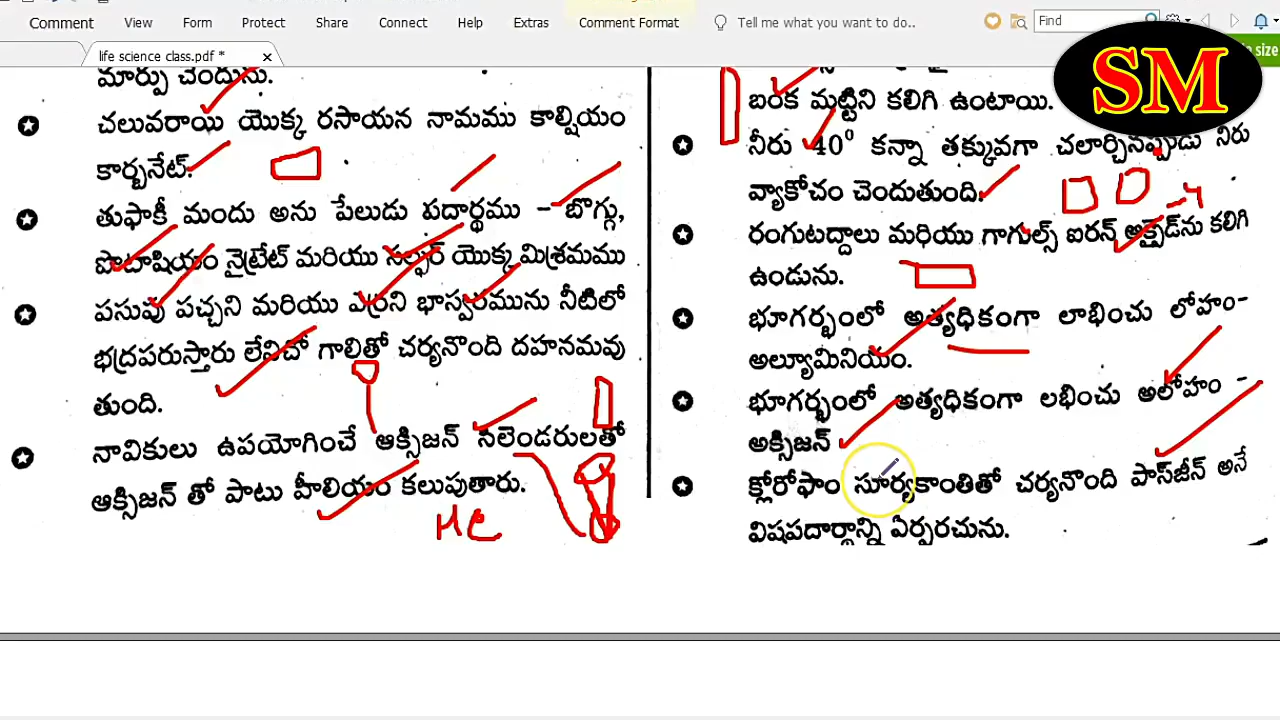 Comment View Form Protect Share Connect Help Extras Comment Format Tell me what you want to do.. Find
life science class.pdf *
size
SM
మార్పు చెందును.
చలువరాయి యొక్క రసాయన నామము కాల్షియం
కార్బనేట్.
తుఫాకీ మందు అను పేలుడు పదార్థము - బొగ్గు,
పొటాషియం నైట్రేట్ మరియు సల్ఫర్ యొక్క మిశ్రమము
పసుపు పచ్చని మరియు ఎర్రని భాస్వరమును నీటిలో
భద్రపరుస్తారు లేనిచో గాలితో చర్యనొంది దహనమవు
తుంది.
నావికులు ఉపయోగించే ఆక్సిజన్ సిలెండరులతో
ఆక్సిజన్ తో పాటు హీలియం కలుపుతారు.
He
బంక మట్టిని కలిగి ఉంటాయి.
నీరు 40° కన్నా తక్కువగా చలార్చినప్పుడు నీరు
వ్యాకోచం చెందుతుంది.
-4
రంగుటద్దాలు మరియు గాగుల్స్ ఐరన్ ఆక్సైడ్‌ను కలిగి
ఉండును.
భూగర్భంలో అత్యధికంగా లాభించు లోహం-
అల్యూమినియం.
భూగర్భంలో అత్యధికంగా లభించు అలోహం -
అక్సిజన్
క్లోరోఫాం సూర్యకాంతితో చర్యనొంది పాస్‌జీన్ అనే
విషపదార్థాన్ని ఏర్పరచును.